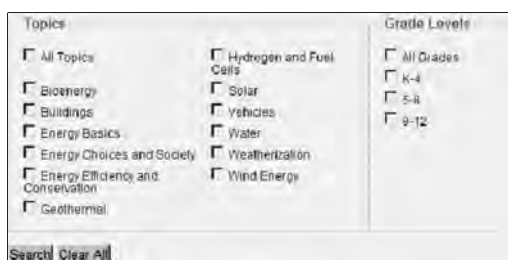 Topics
All Topics
Bioenergy
Buildings
Energy Basics
Energy Choices and Society
Energy Efficiency and
Conservation
Geothermal
Hydrogen and Fuel
Cells
Solar
Vehicles
Water
Weatherization
Wind Energy
Grade Levels
All Grades
K-4
5-8
9-12
Search Clear All